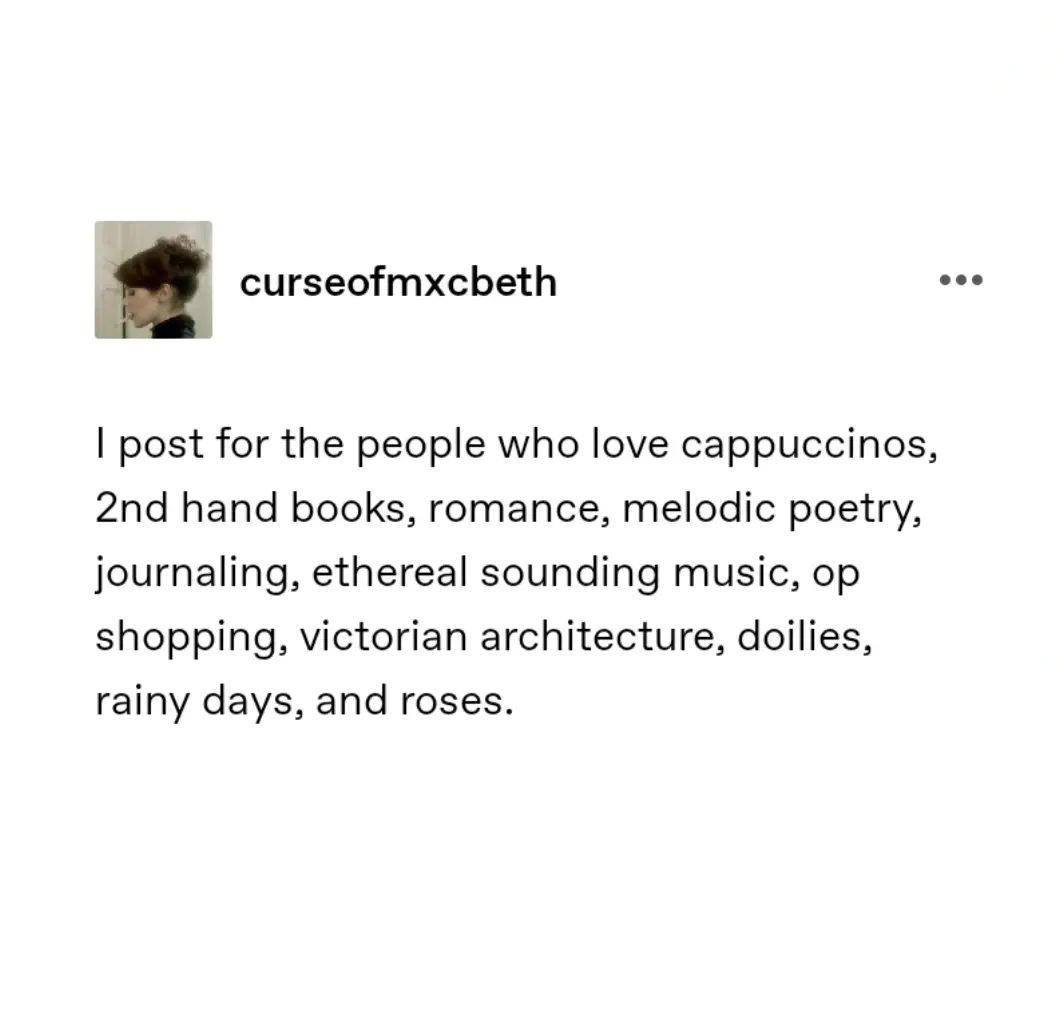 curseofmxcbeth
I post for the people who love cappuccinos,
2nd hand books, romance, melodic poetry,
journaling, ethereal sounding music, op
shopping, victorian architecture, doilies,
rainy days, and roses.